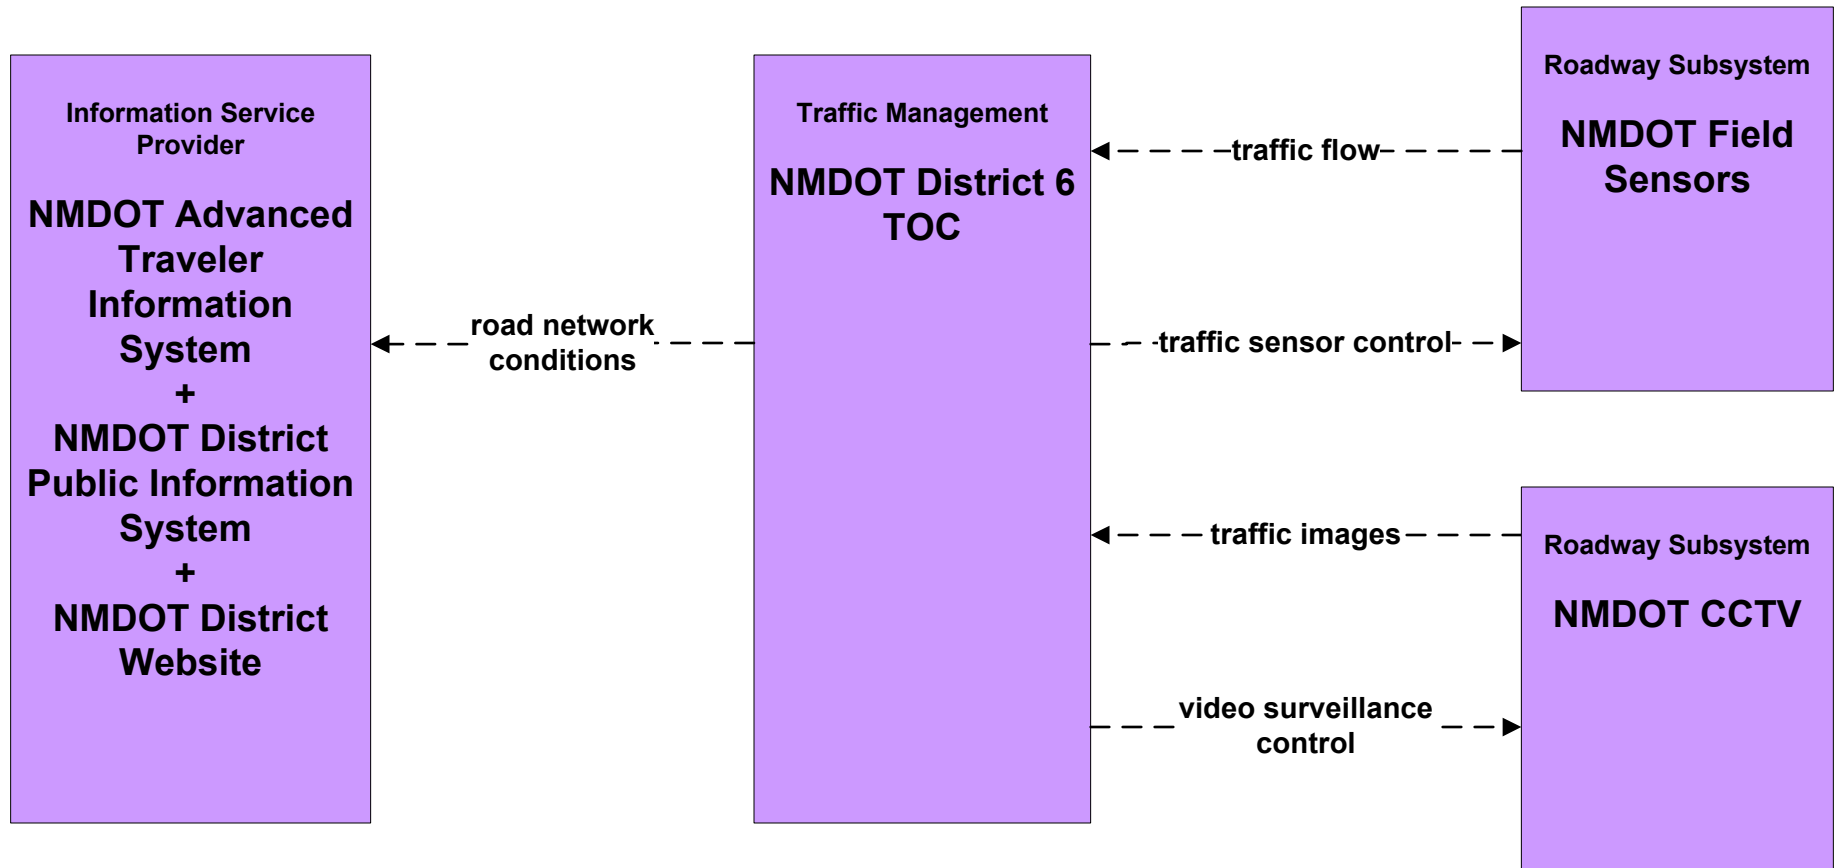 Information Service
Provider
NMDOT Advanced
Traveler
Information
System
+
NMDOT District
Public Information
System
+
NMDOT District
Website
road network
conditions
Traffic Management
NMDOT District 6
TOC
traffic flow
traffic sensor control
traffic images
video surveillance
control
Roadway Subsystem
NMDOT Field
Sensors
Roadway Subsystem
NMDOT CCTV